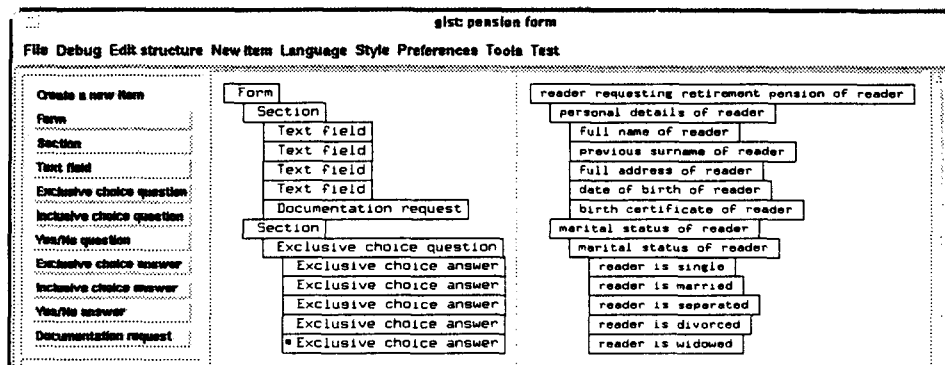 gist: pension form
File Debug Edit structure New Item Language Style Preferences Tools Test
Create a new Item
Form
Section
Text field
Exclusive choice question
Inclusive choice question
Yes/No question
Exclusive choice answer
Inclusive choice answer
Yes/No answer
Documentation request
Form
Section
Text field
Text field
Text field
Text field
Documentation request
Section
Exclusive choice question
Exclusive choice answer
Exclusive choice answer
Exclusive choice answer
Exclusive choice answer
Exclusive choice answer
reader requesting retirement pension of reader
personal details of reader
full name of reader
previous surname of reader
Full address of reader
date of birth of reader
birth certificate of reader
marital status of reader
marital status of reader
reader is single
reader is married
reader is separated
reader is divorced
reader is widowed